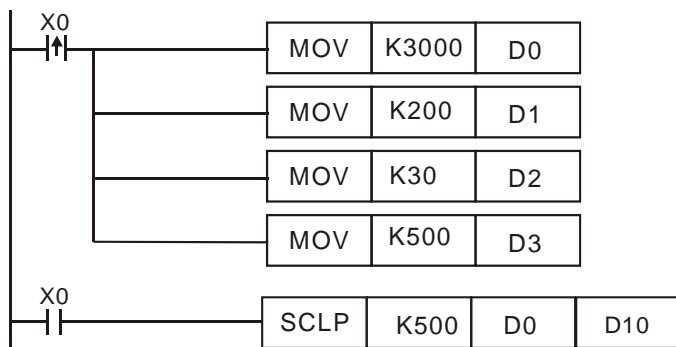 X0
MOV K3000 D0
MOV K200 D1
MOV K30 D2
MOV K500 D3
X0
SCLP K500 D0 D10